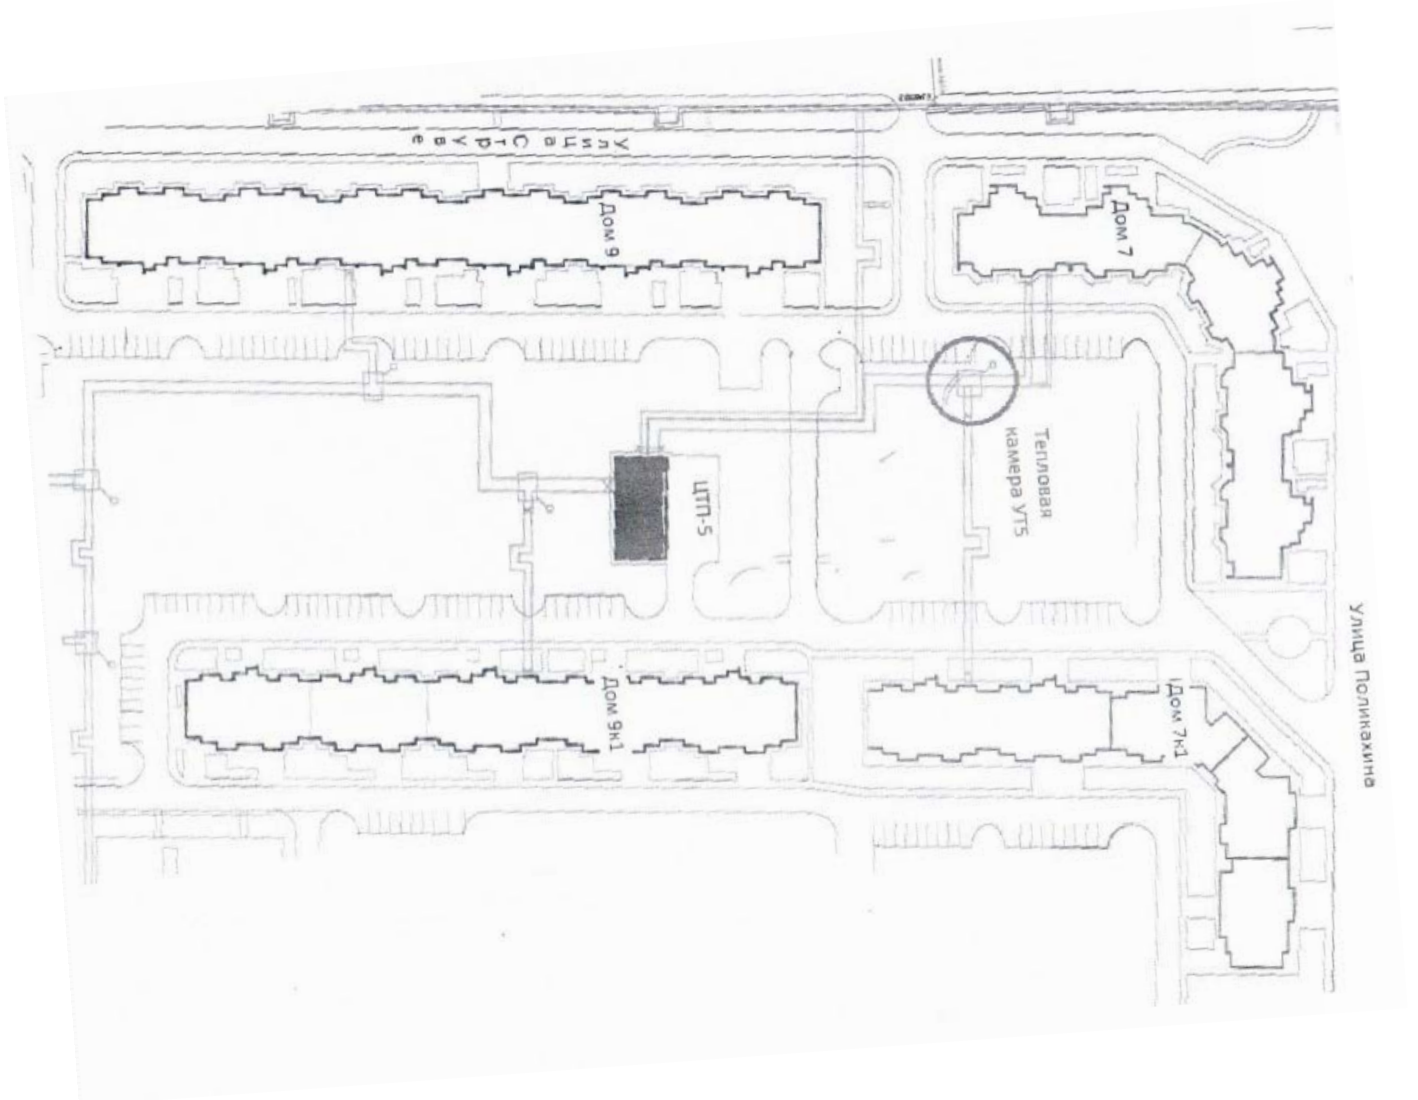 Улица Струве
Дом 9
Дом 7
Тепловая
камера УТ5
ЦТП-5
Улица Поликахина
Дом 9к1
Дом 7к1